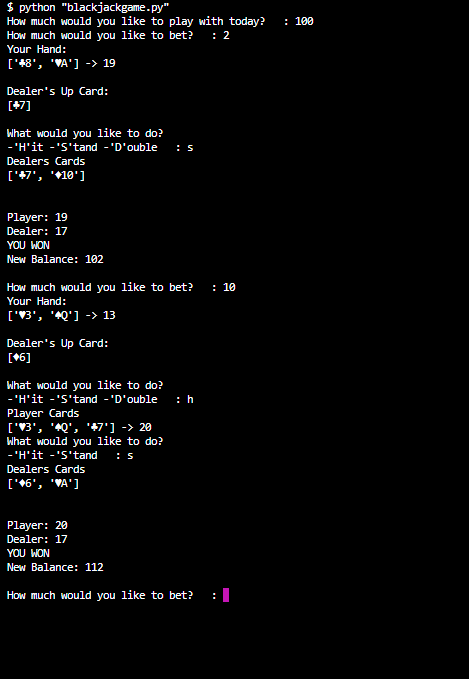 $ python "blackjackgame.py"
How much would you like to play with today?   : 100
How much would you like to bet?   : 2
Your Hand:
['♣8', '♥A'] -> 19
Dealer's Up Card:
[♣7]
What would you like to do?
-'H'it -'S'tand -'D'ouble   : s
Dealers Cards
['♣7', '♦10']
Player: 19
Dealer: 17
YOU WON
New Balance: 102
How much would you like to bet?   : 10
Your Hand:
['♥3', '♠Q'] -> 13
Dealer's Up Card:
[♦6]
What would you like to do?
-'H'it -'S'tand -'D'ouble   : h
Player Cards
['♥3', '♠Q', '♣7'] -> 20
What would you like to do?
-'H'it -'S'tand   : s
Dealers Cards
['♦6', '♥A']
Player: 20
Dealer: 17
YOU WON
New Balance: 112
How much would you like to bet?   :